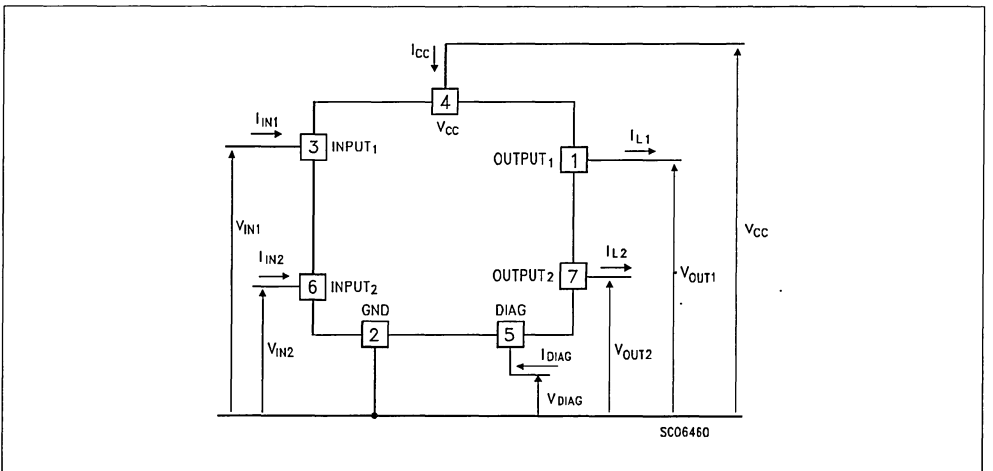 ICC
4
VCC
IIN1
3 INPUT1
OUTPUT1 1
IL1
VIN1
VCC
IIN2
6 INPUT2
OUTPUT2 7
IL2
VOUT1
GND
2
DIAG
5
VIN2
IDIAG
VOUT2
VDIAG
SC06460